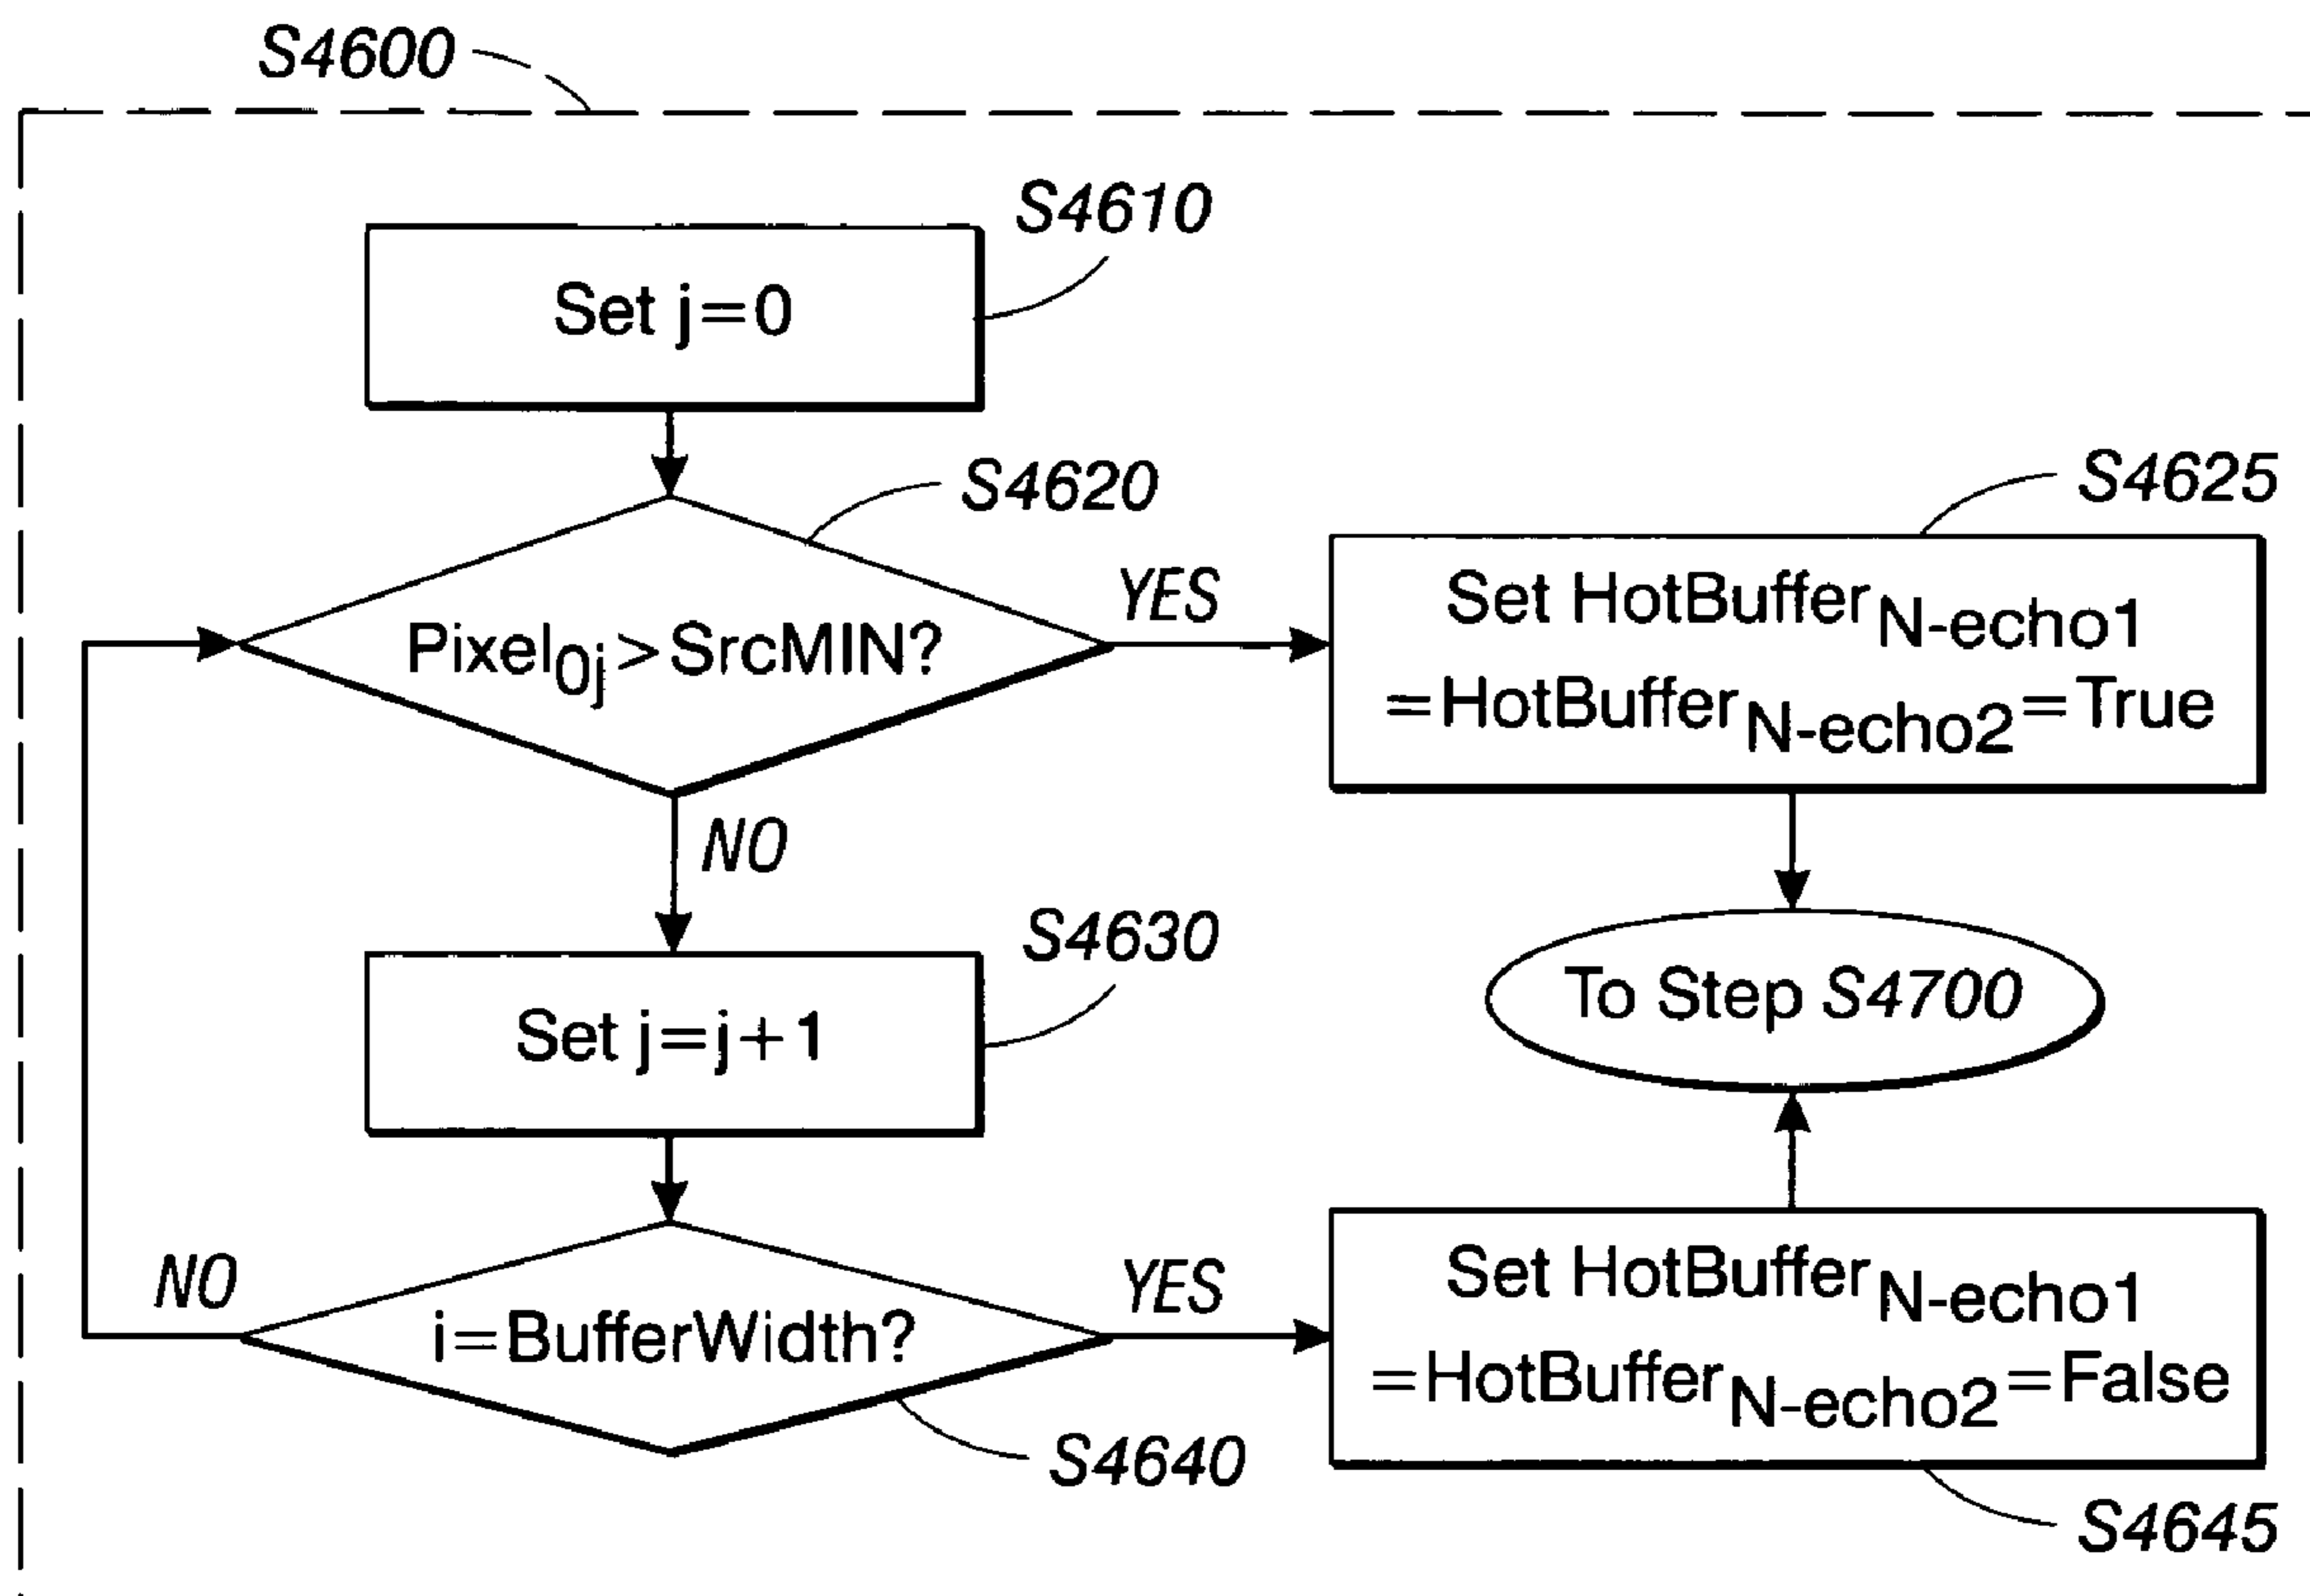 S4600
S4610
Set j=0
S4620
Pixel0j>SrcMIN?
YES
S4625
Set HotBufferN-echo1
=HotBufferN-echo2=True
NO
S4630
Set j=j+1
To Step S4700
NO
i=BufferWidth?
YES
S4640
Set HotBufferN-echo1
=HotBufferN-echo2=False
S4645